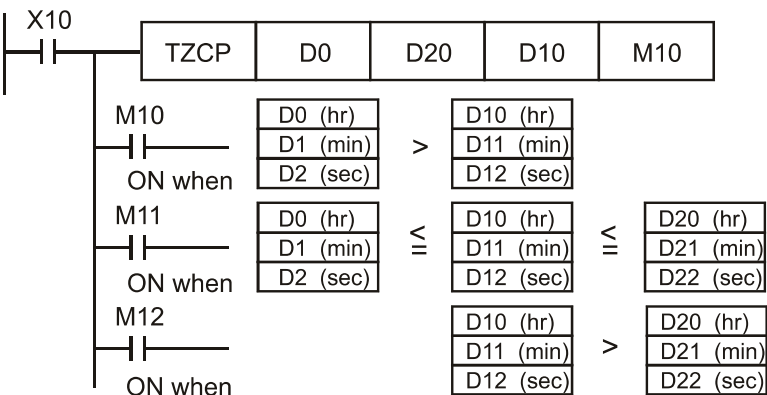 X10
TZCP D0 D20 D10 M10
M10
ON when
D0 (hr) > D10 (hr)
D1 (min) D11 (min)
D2 (sec) D12 (sec)
M11
ON when
D0 (hr) ≦ D10 (hr) ≦ D20 (hr)
D1 (min) D11 (min) D21 (min)
D2 (sec) D12 (sec) D22 (sec)
M12
ON when
D10 (hr) > D20 (hr)
D11 (min) D21 (min)
D12 (sec) D22 (sec)